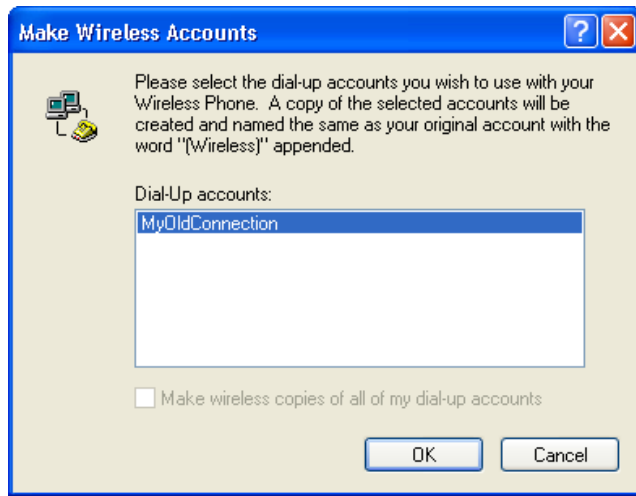 Make Wireless Accounts
Please select the dial-up accounts you wish to use with your
Wireless Phone. A copy of the selected accounts will be
created and named the same as your original account with the
word "(Wireless)" appended.
Dial-Up accounts:
MyOldConnection
Make wireless copies of all of my dial-up accounts
OK Cancel